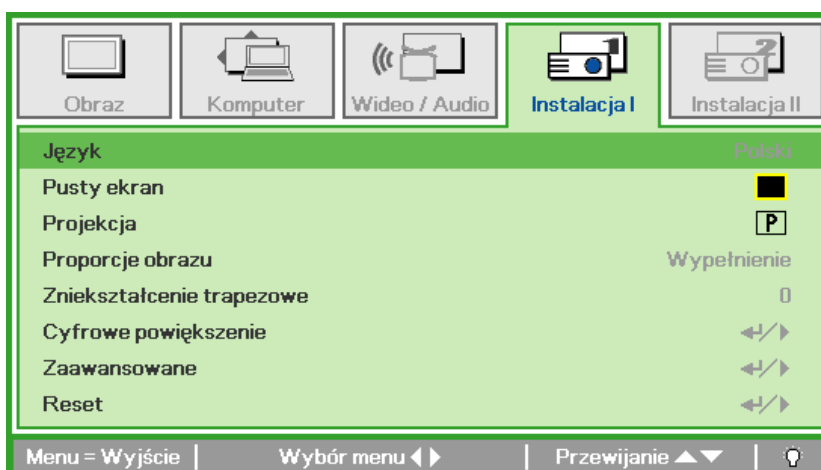 Obraz
Komputer
Wideo / Audio
Instalacja I
Instalacja II
Język Polski
Pusty ekran
Projekcja P
Proporcje obrazu Wypełnienie
Zniekształcenie trapezowe 0
Cyfrowe powiększenie
Zaawansowane
Reset
Menu = Wyjście Wybór menu Przewijanie